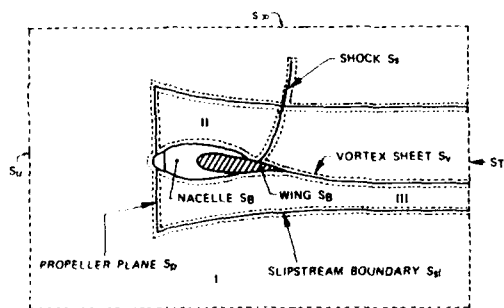 S∞
SHOCK Ss
II
Su
VORTEX SHEET Sv
ST
NACELLE SB
WING SB
III
PROPELLER PLANE Sp
SLIPSTREAM BOUNDARY Ssl
I